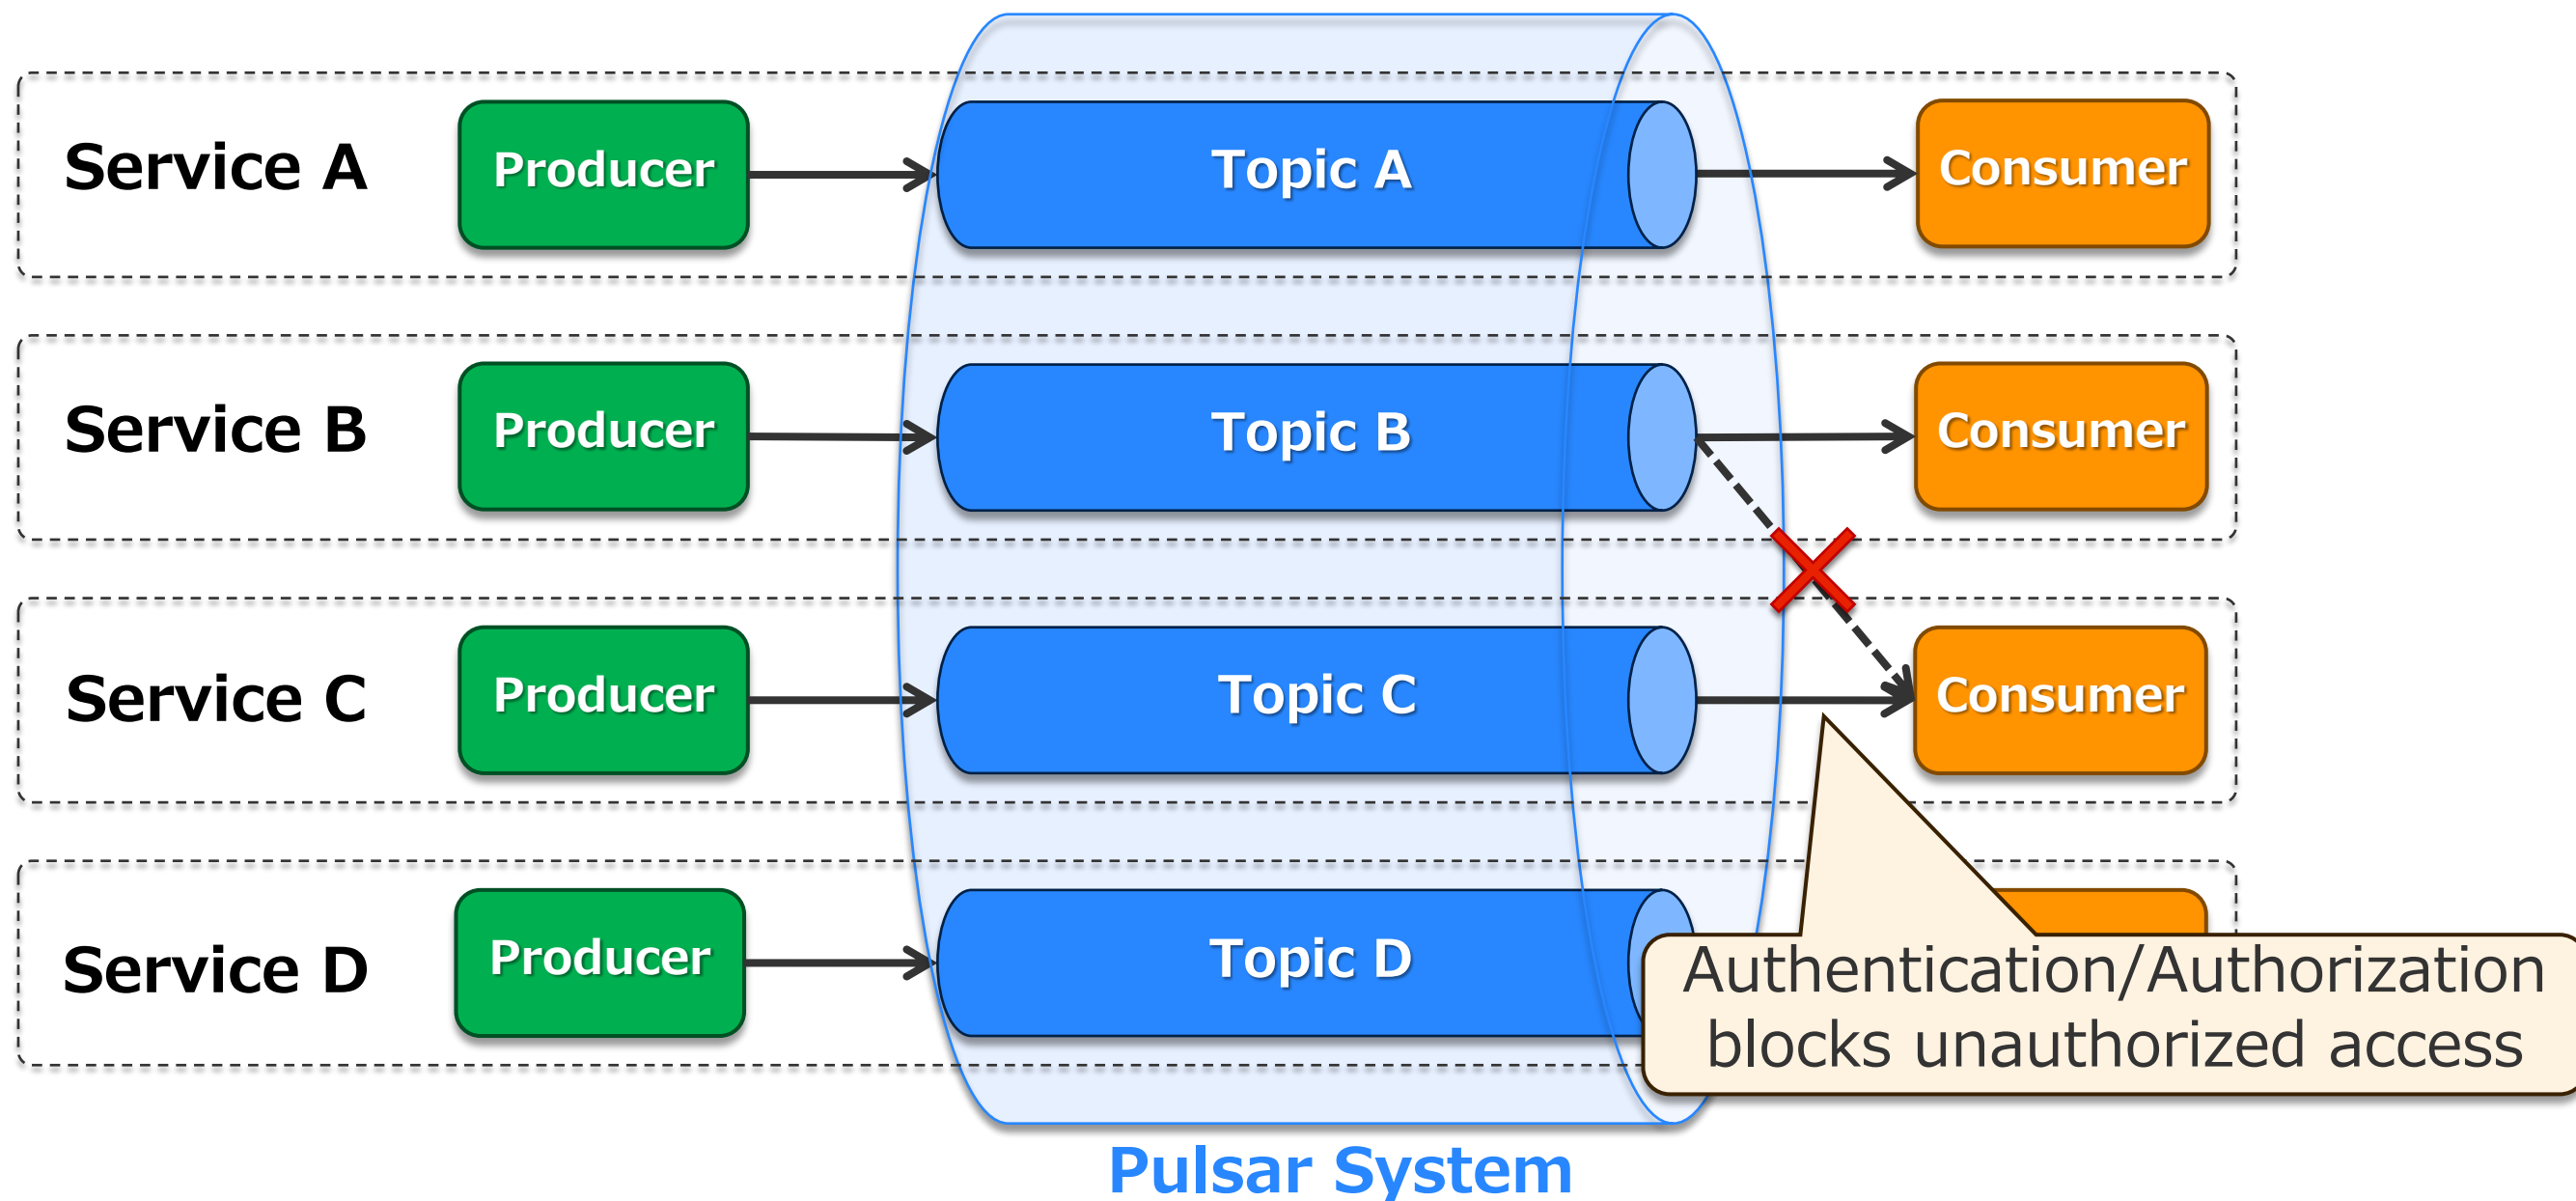 Service A
Producer
Topic A
Consumer
Service B
Producer
Topic B
Consumer
Service C
Producer
Topic C
Consumer
Service D
Producer
Topic D
Authentication/Authorization
blocks unauthorized access
Pulsar System